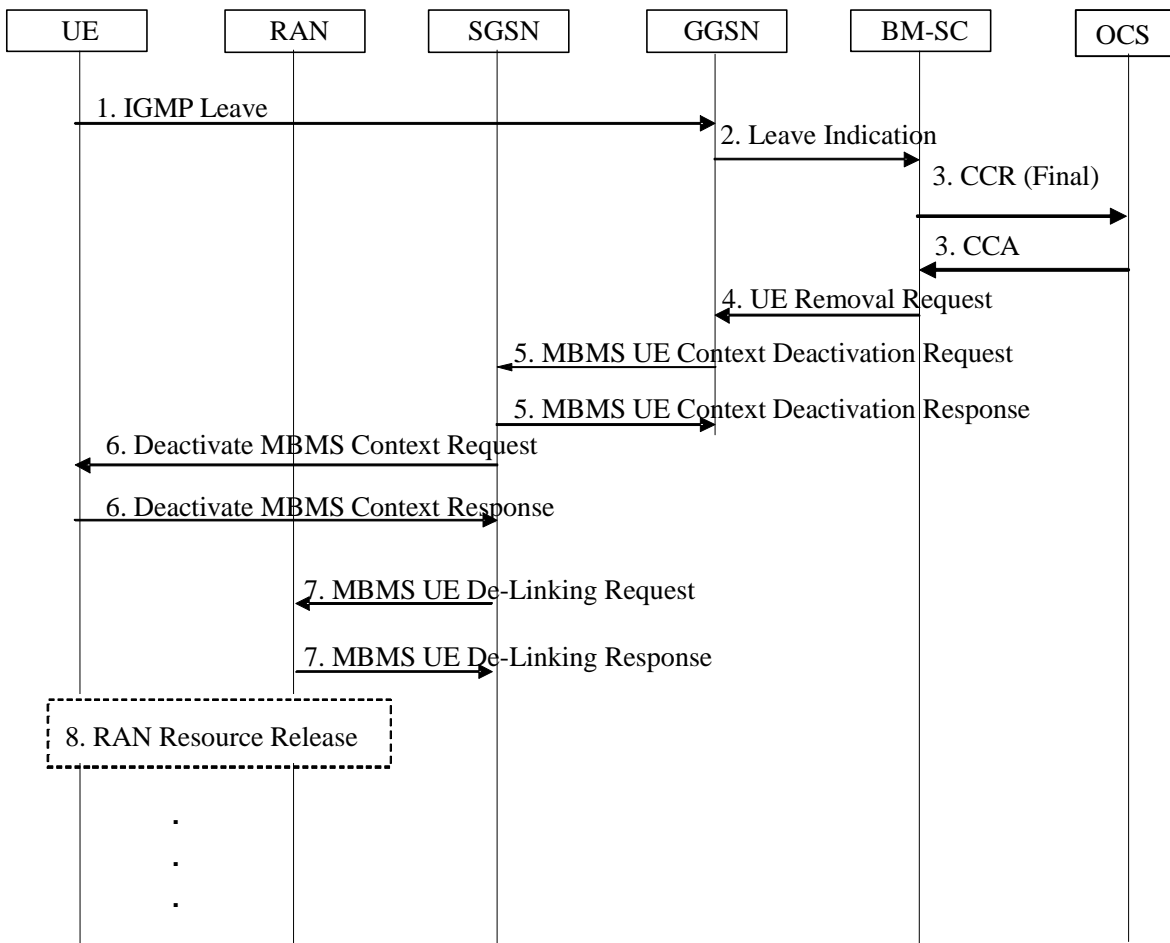 UE
RAN
SGSN
GGSN
BM-SC
OCS
1. IGMP Leave
2. Leave Indication
3. CCR (Final)
3. CCA
4. UE Removal Request
5. MBMS UE Context Deactivation Request
5. MBMS UE Context Deactivation Response
6. Deactivate MBMS Context Request
6. Deactivate MBMS Context Response
7. MBMS UE De-Linking Request
7. MBMS UE De-Linking Response
8. RAN Resource Release
.
.
.